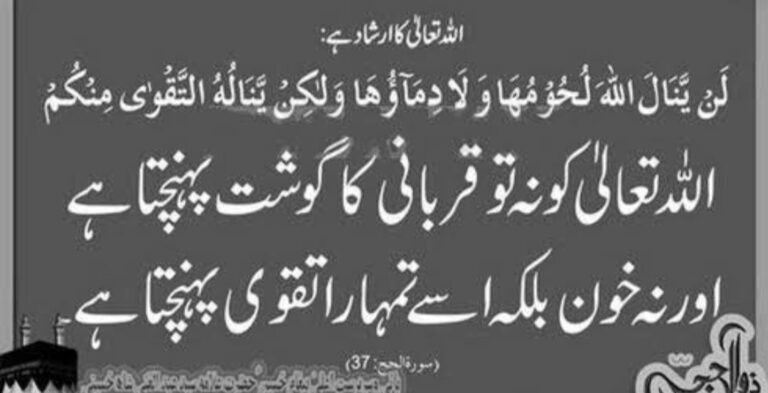 اللہ تعالیٰ کا ارشاد ہے:
لَنْ يَّنَالَ اللّٰهَ لُحُوْمُهَا وَلَا دِمَآؤُهَا وَلٰكِنْ يَّنَالُهُ التَّقْوٰى مِنْكُمْ
اللہ تعالیٰ کو نہ تو قربانی کا گوشت پہنچتا ہے
اور نہ خون بلکہ اسے تمہارا تقوی پہنچتا ہے۔
(سورۃ الحج: 37)
ذوالحجہ